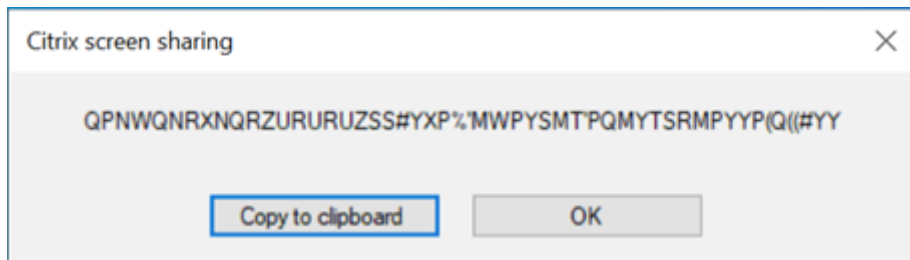 Citrix screen sharing
QPNWQNRXNQRZURURUZSS#YXP%'MWPYSMT'PQMYTSRMPYYP(Q((#YY
Copy to clipboard
OK